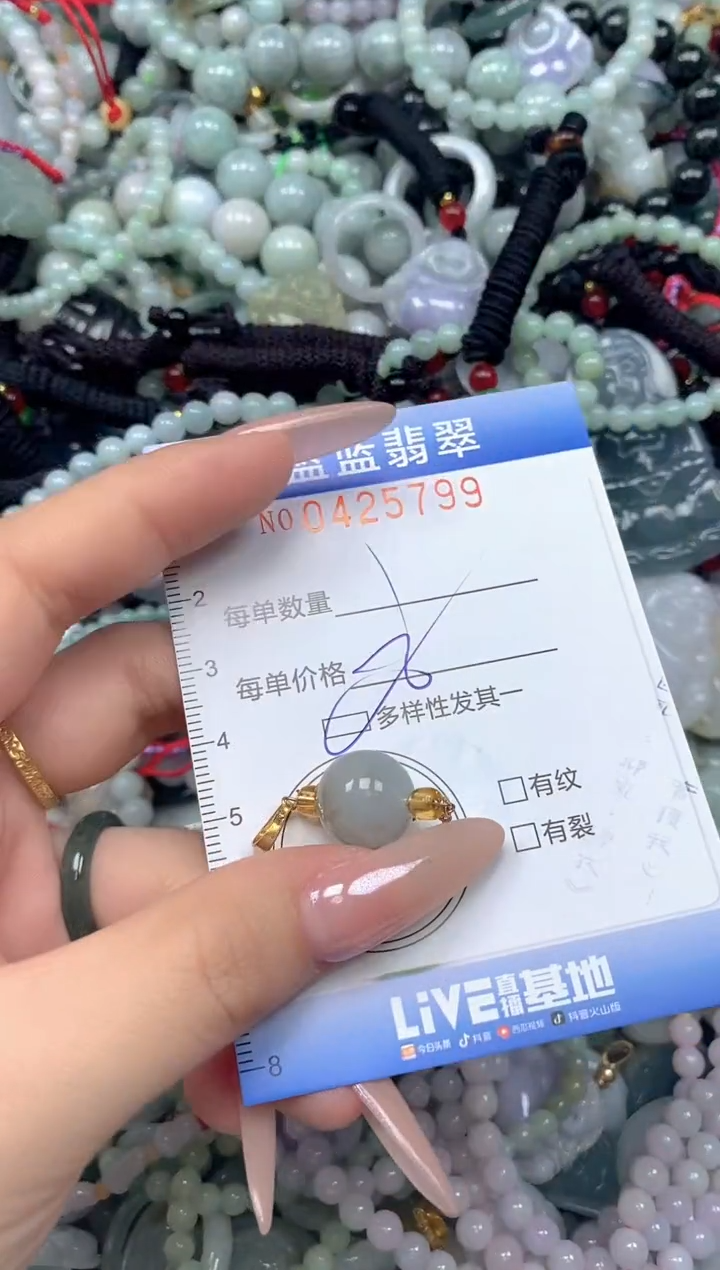 蓝蓝翡翠
NO 0425799
2
每单数量
3
每单价格
4
多样性发其一
5
有纹
有裂
LiVE直播基地
今日头条 抖音 西瓜视频 抖音火山版
8